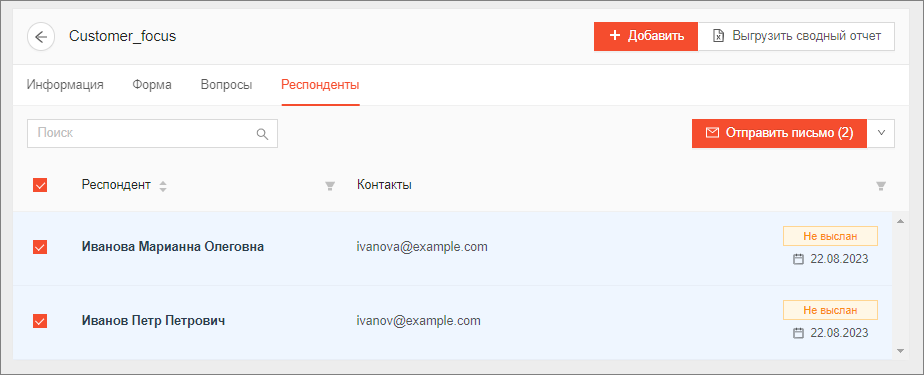 Customer_focus
Добавить
Выгрузить сводный отчет
Информация
Форма
Вопросы
Респонденты
Поиск
Отправить письмо (2)
Респондент
Контакты
Иванова Марианна Олеговна
ivanova@example.com
Не выслан
22.08.2023
Иванов Петр Петрович
ivanov@example.com
Не выслан
22.08.2023